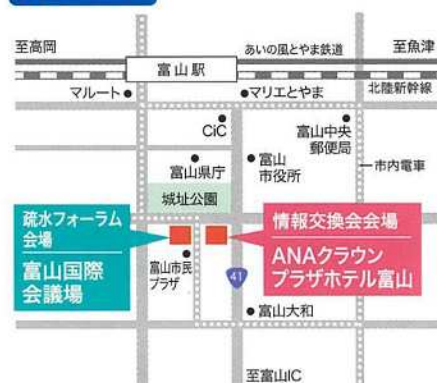 至高岡
あいの風とやま鉄道
至魚津
富山駅
北陸新幹線
マルート
マリエとやま
CiC
富山中央
郵便局
富山県庁
富山
市役所
市内電車
城址公園
疏水フォーラム
会場
富山国際
会議場
情報交換会会場
ANAクラウン
プラザホテル富山
富山市民
プラザ
41
富山大和
至富山IC